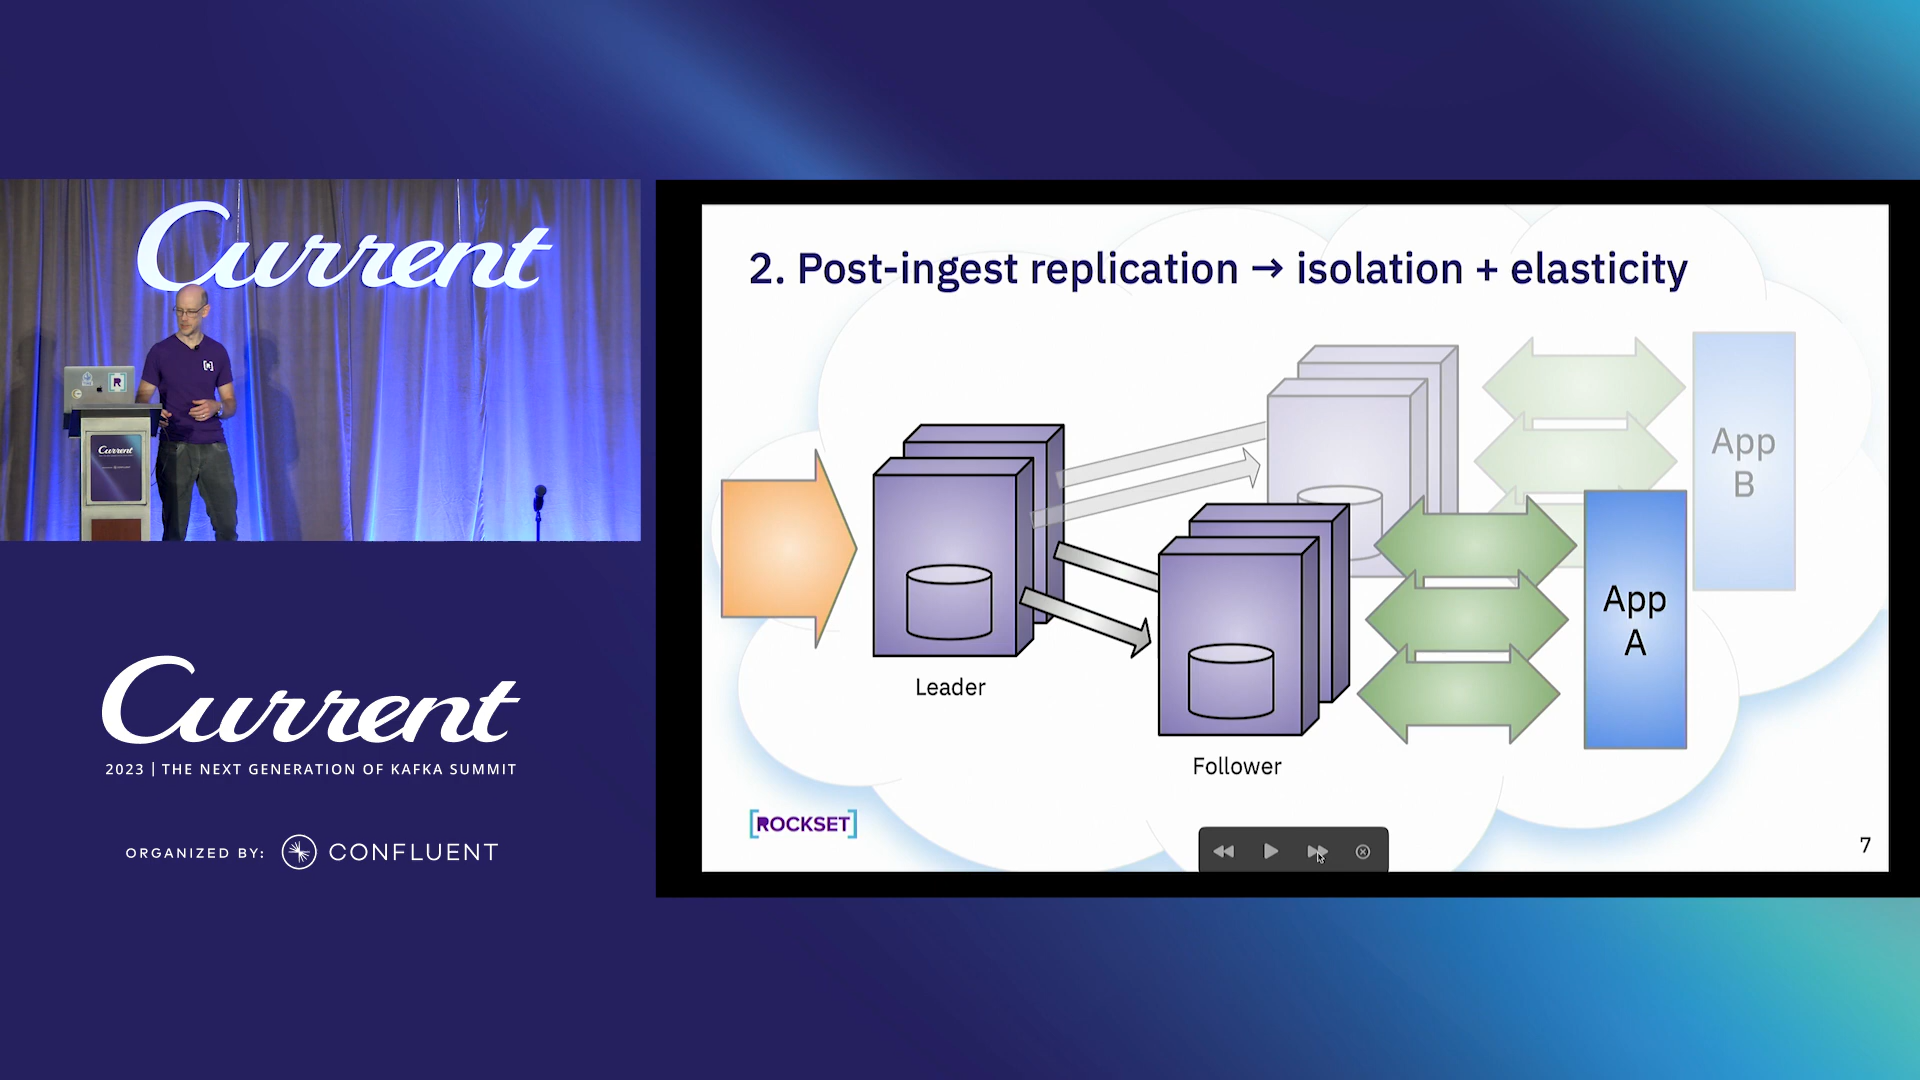 Current
Current
Current
2023 | THE NEXT GENERATION OF KAFKA SUMMIT
ORGANIZED BY:
CONFLUENT
2. Post-ingest replication → isolation + elasticity
App
B
App
A
Leader
Follower
[ROCKSET]
7
R